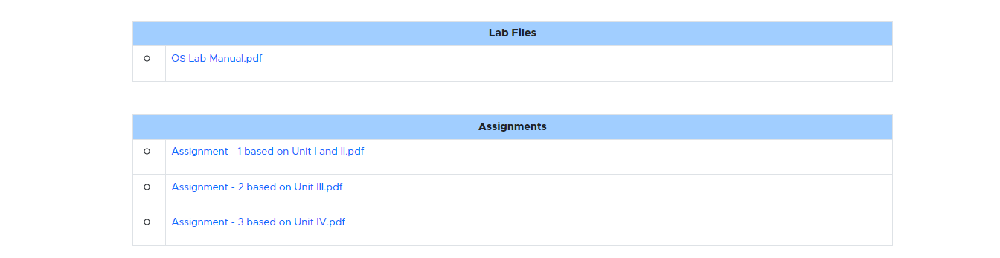 Lab Files
OS Lab Manual.pdf
Assignments
Assignment - 1 based on Unit I and II.pdf
Assignment - 2 based on Unit III.pdf
Assignment - 3 based on Unit IV.pdf